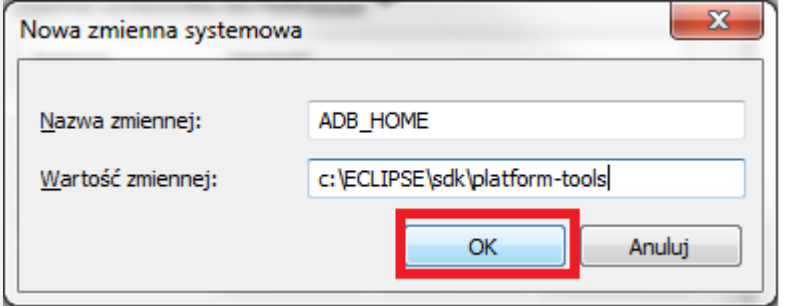 Nowa zmienna systemowa
Nazwa zmiennej: ADB_HOME
Wartość zmiennej: c:\ECLIPSE\sdk\platform-tools
OK Anuluj